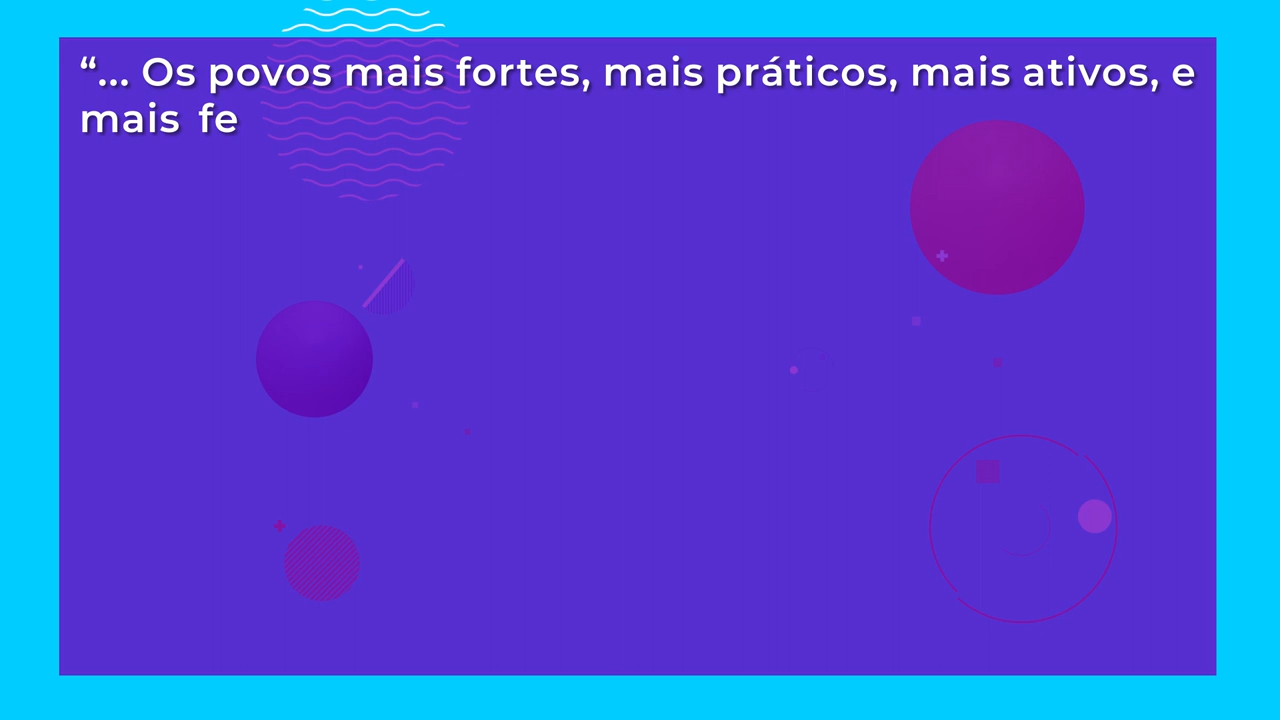 “... Os povos mais fortes, mais práticos, mais ativos, e
mais fe